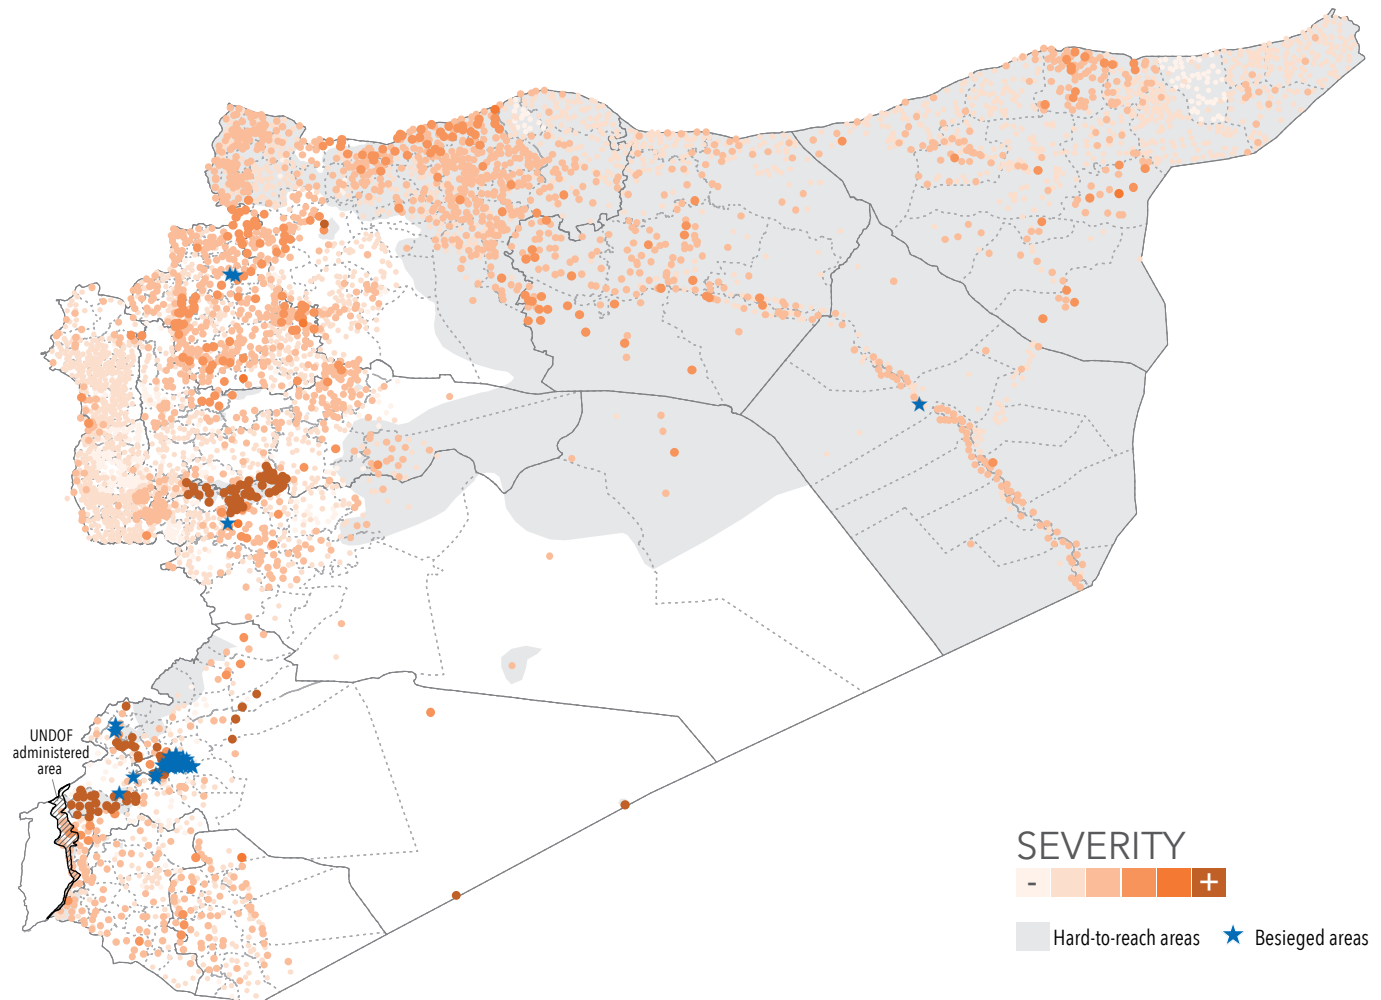 UNDOF
administered
area
SEVERITY
- +
Hard-to-reach areas
Besieged areas